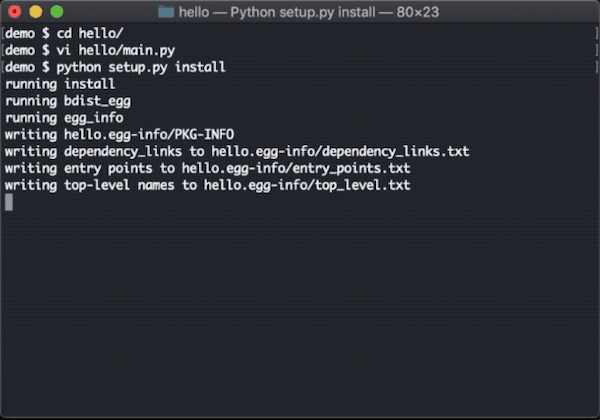 hello — Python setup.py install — 80×23
[demo $ cd hello/ ]
[demo $ vi hello/main.py ]
[demo $ python setup.py install ]
running install
running bdist_egg
running egg_info
writing hello.egg-info/PKG-INFO
writing dependency_links to hello.egg-info/dependency_links.txt
writing entry points to hello.egg-info/entry_points.txt
writing top-level names to hello.egg-info/top_level.txt